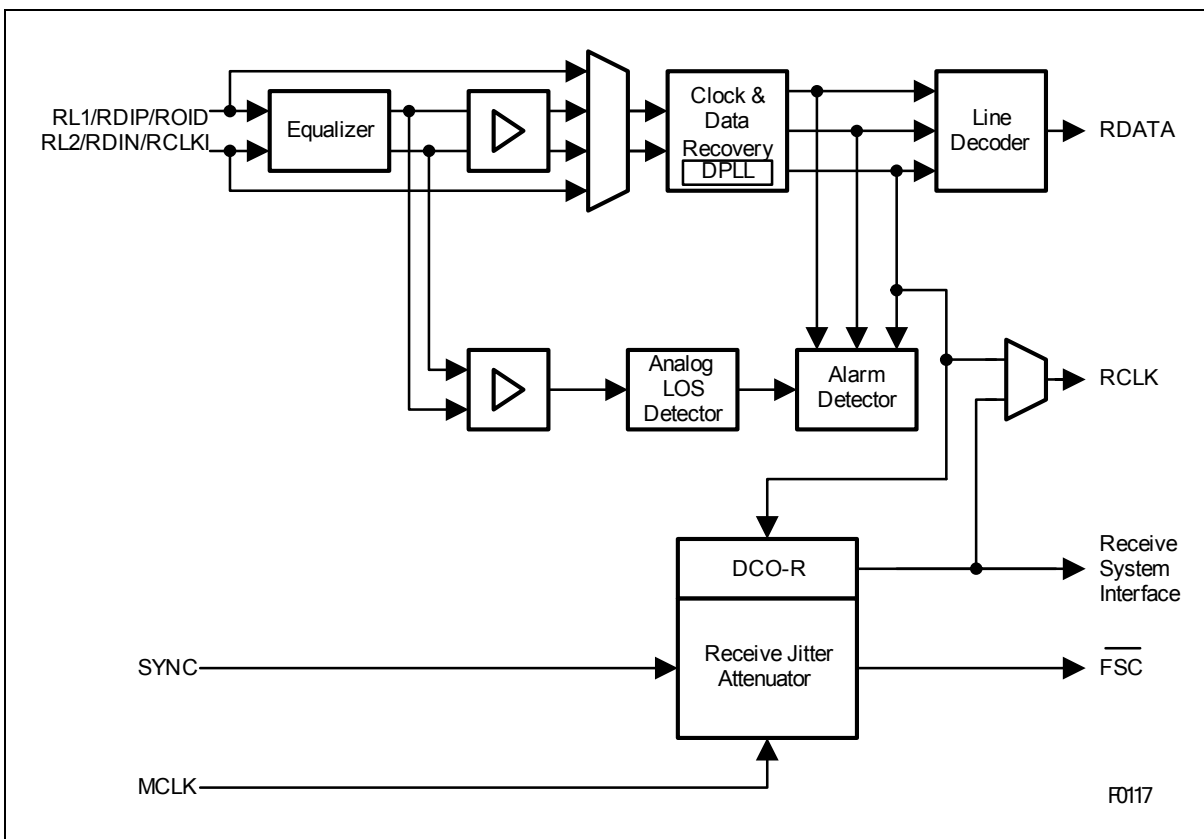 RL1/RDIP/ROID
RL2/RDIN/RCLKI
Equalizer
Clock &
Data
Recovery
DPLL
Line
Decoder
RDATA
Analog
LOS
Detector
Alarm
Detector
RCLK
DCO-R
Receive
System
Interface
SYNC
Receive Jitter
Attenuator
FSC
MCLK
F0117